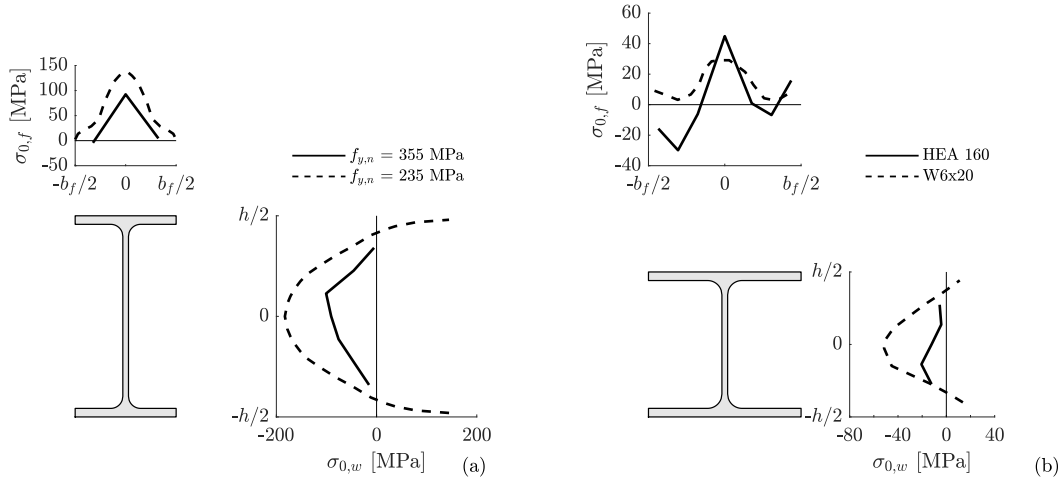 150
100
50
0
-50
σ0,f [MPa]
-bf/2 0 bf/2
fy,n = 355 MPa
fy,n = 235 MPa
h/2
0
-h/2
-200 0 200
σ0,w [MPa]
(a)
60
40
20
0
-20
-40
σ0,f [MPa]
-bf/2 0 bf/2
HEA 160
W6x20
h/2
0
-h/2
-80 -40 0 40
σ0,w [MPa]
(b)